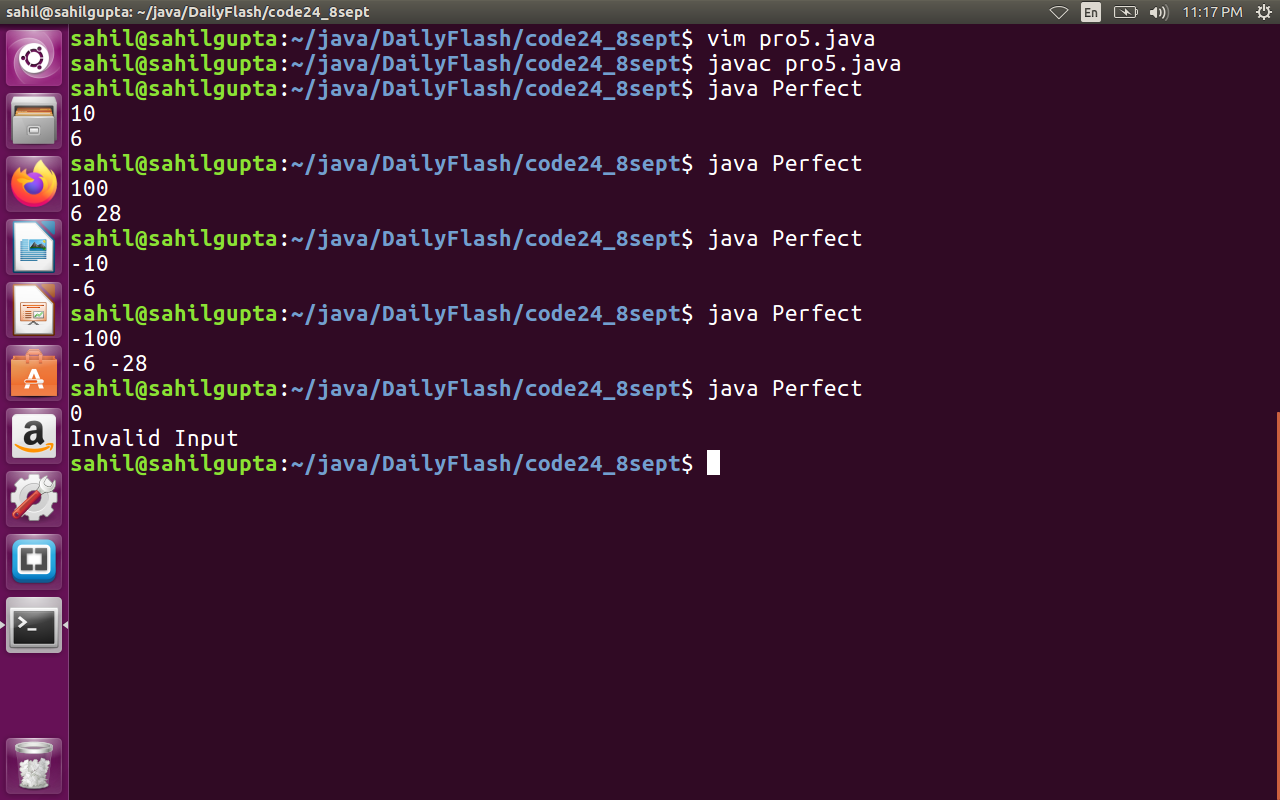 sahil@sahilgupta: ~/java/DailyFlash/code24_8sept
En
11:17 PM
sahil@sahilgupta:~/java/DailyFlash/code24_8sept$ vim pro5.java
sahil@sahilgupta:~/java/DailyFlash/code24_8sept$ javac pro5.java
sahil@sahilgupta:~/java/DailyFlash/code24_8sept$ java Perfect
10
6
sahil@sahilgupta:~/java/DailyFlash/code24_8sept$ java Perfect
100
6 28
sahil@sahilgupta:~/java/DailyFlash/code24_8sept$ java Perfect
-10
-6
sahil@sahilgupta:~/java/DailyFlash/code24_8sept$ java Perfect
-100
-6 -28
sahil@sahilgupta:~/java/DailyFlash/code24_8sept$ java Perfect
0
Invalid Input
sahil@sahilgupta:~/java/DailyFlash/code24_8sept$